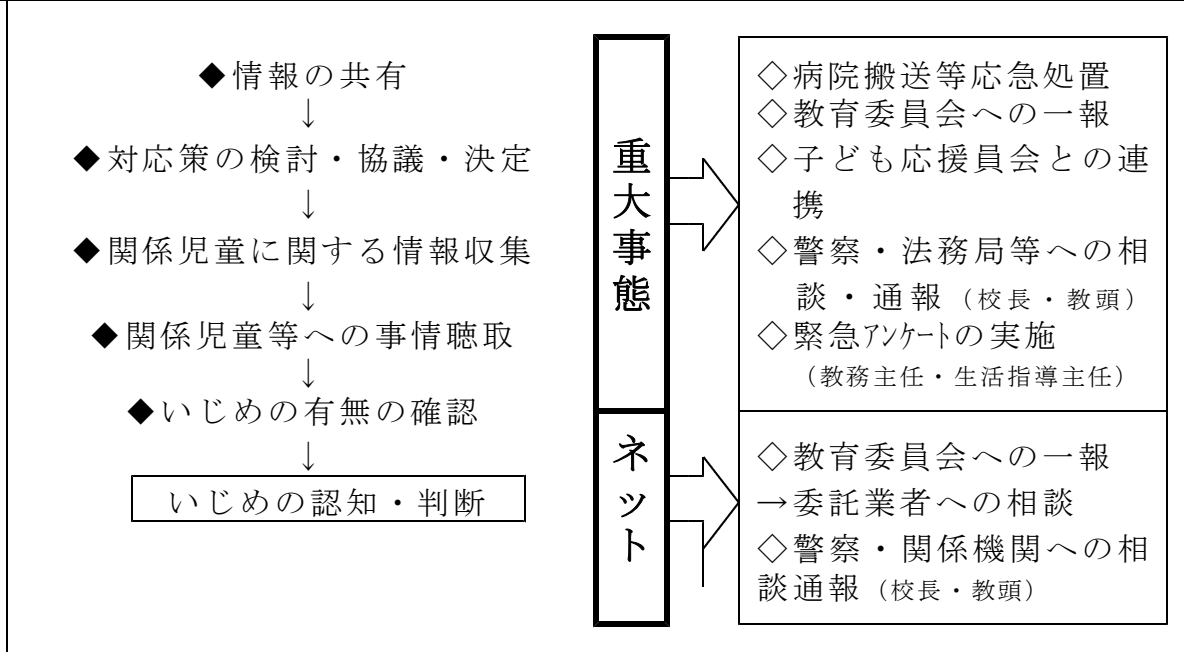 ◆情報の共有
↓
◆対応策の検討・協議・決定
↓
◆関係児童に関する情報収集
↓
◆関係児童等への事情聴取
↓
◆いじめの有無の確認
↓
いじめの認知・判断
重大事態
◇病院搬送等応急処置
◇教育委員会への一報
◇子ども応援員会との連
携
◇警察・法務局等への相
談・通報（校長・教頭）
◇緊急ｱﾝｹｰﾄの実施
（教務主任・生活指導主任）
ネット
◇教育委員会への一報
→委託業者への相談
◇警察・関係機関への相
談通報（校長・教頭）